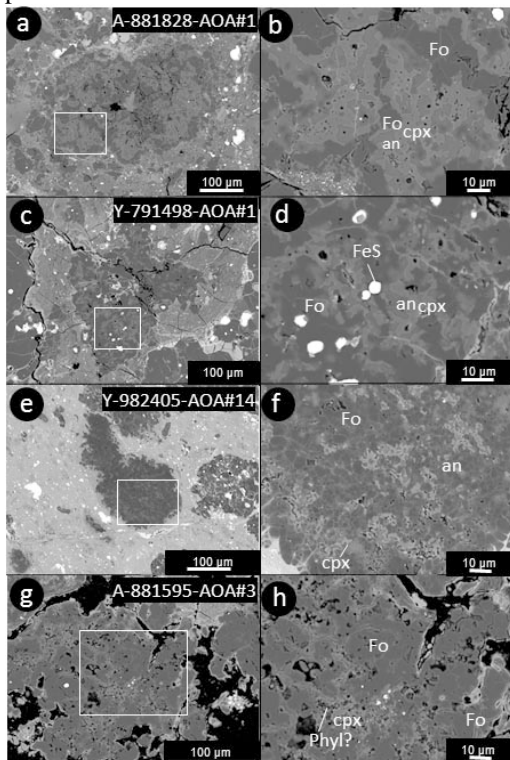 a
A-881828-AOA#1
100 µm
b
Fo
Fo cpx
an
10 µm
c
Y-791498-AOA#1
100 µm
d
FeS
Fo
an cpx
10 µm
e
Y-982405-AOA#14
100 µm
f
Fo
an
cpx
10 µm
g
A-881595-AOA#3
100 µm
h
Fo
cpx
Phyl?
Fo
10 µm